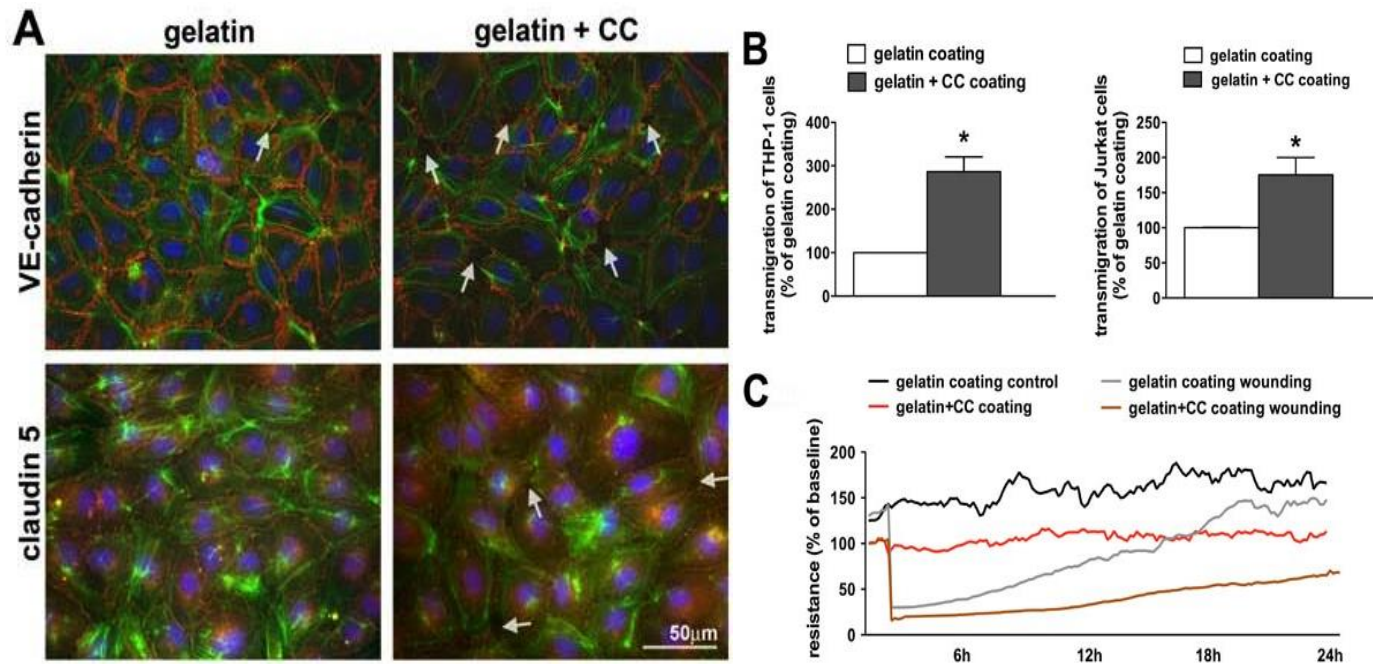 A
gelatin
gelatin + CC
VE-cadherin
claudin 5
50µm
B
gelatin coating
gelatin + CC coating
transmigration of THP-1 cells
(% of gelatin coating)
400
300
200
100
0
*
gelatin coating
gelatin + CC coating
transmigration of Jurkat cells
(% of gelatin coating)
250
200
150
100
50
0
*
C
gelatin coating control
gelatin+CC coating
gelatin coating wounding
gelatin+CC coating wounding
resistance (% of baseline)
200
150
100
50
0
6h
12h
18h
24h